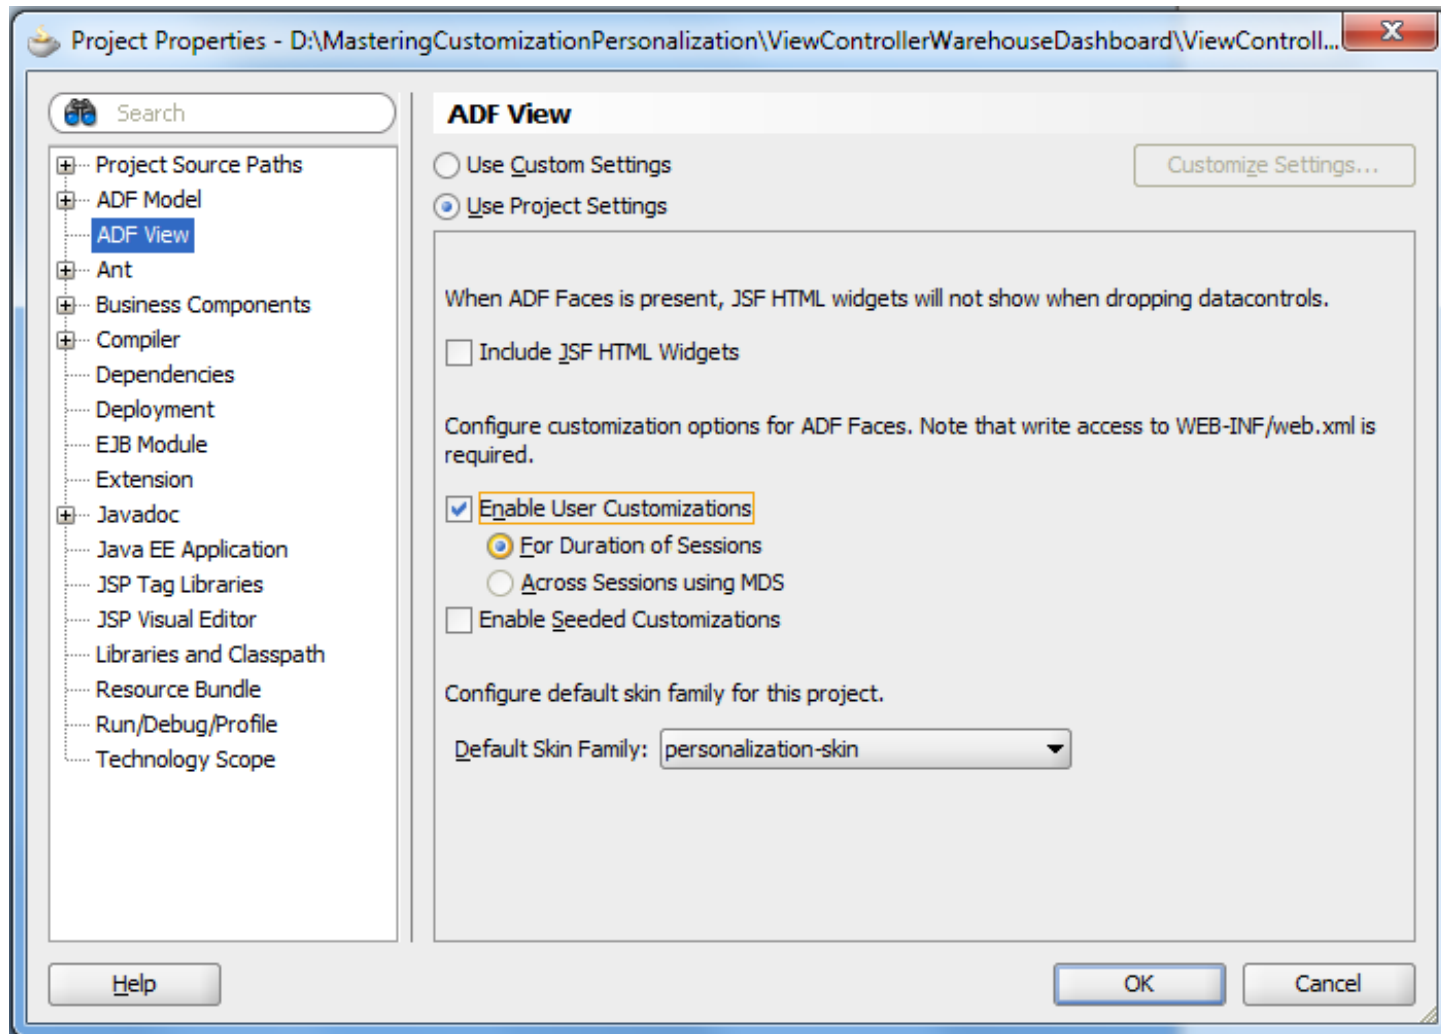 Project Properties - D:\MasteringCustomizationPersonalization\ViewControllerWarehouseDashboard\ViewControll...
Search
Project Source Paths
ADF Model
ADF View
Ant
Business Components
Compiler
Dependencies
Deployment
EJB Module
Extension
Javadoc
Java EE Application
JSP Tag Libraries
JSP Visual Editor
Libraries and Classpath
Resource Bundle
Run/Debug/Profile
Technology Scope
ADF View
Use Custom Settings
Customize Settings...
Use Project Settings
When ADF Faces is present, JSF HTML widgets will not show when dropping datacontrols.
Include JSF HTML Widgets
Configure customization options for ADF Faces. Note that write access to WEB-INF/web.xml is
required.
Enable User Customizations
For Duration of Sessions
Across Sessions using MDS
Enable Seeded Customizations
Configure default skin family for this project.
Default Skin Family: personalization-skin
Help
OK
Cancel